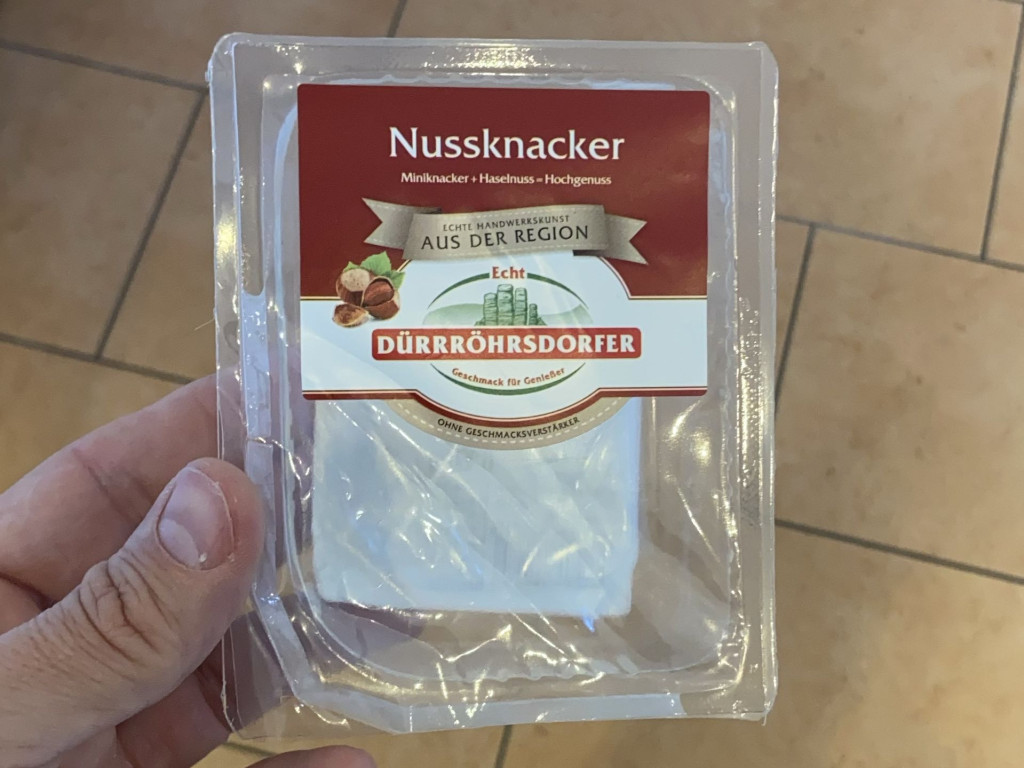 Nussknacker
Miniknacker + Haselnuss = Hochgenuss
ECHTE HANDWERKSKUNST
AUS DER REGION
Echt
DÜRRRÖHRSDORFER
Geschmack für Genießer
OHNE GESCHMACKSVERSTÄRKER